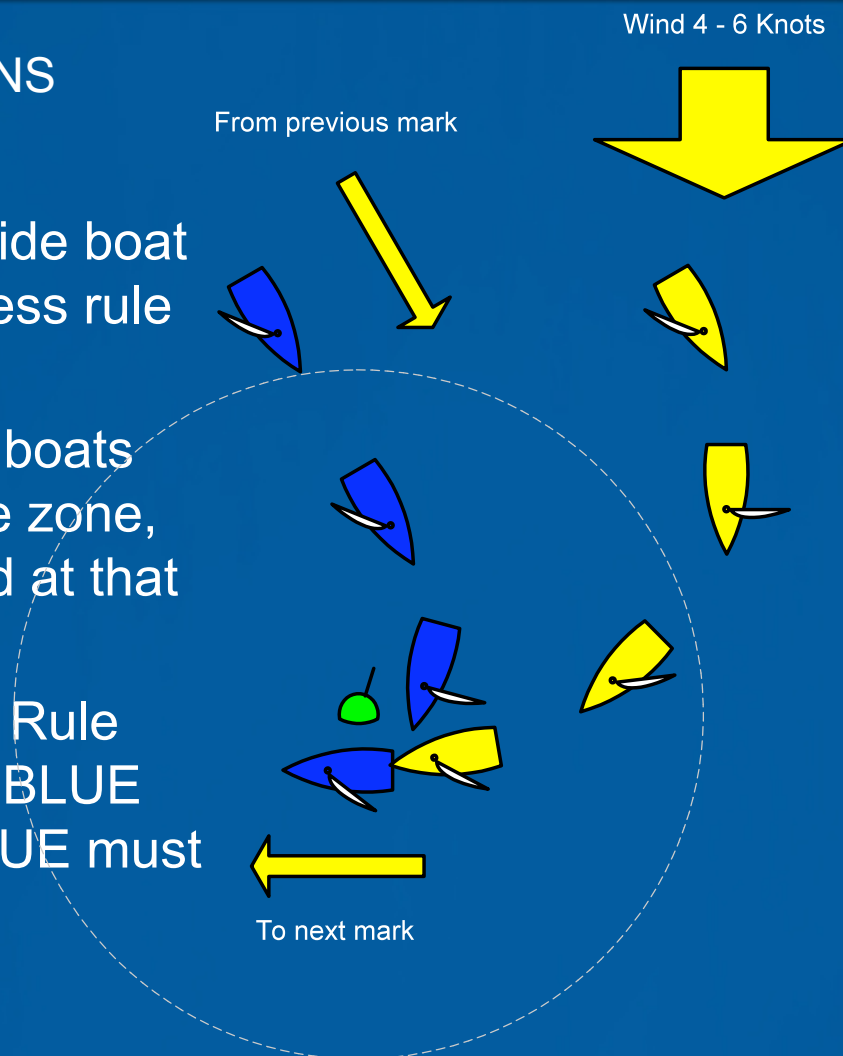 Wind 4 - 6 Knots
NS
From previous mark
ide boat
ess rule
boats
e zone,
d at that
Rule
BLUE
UE must
To next mark